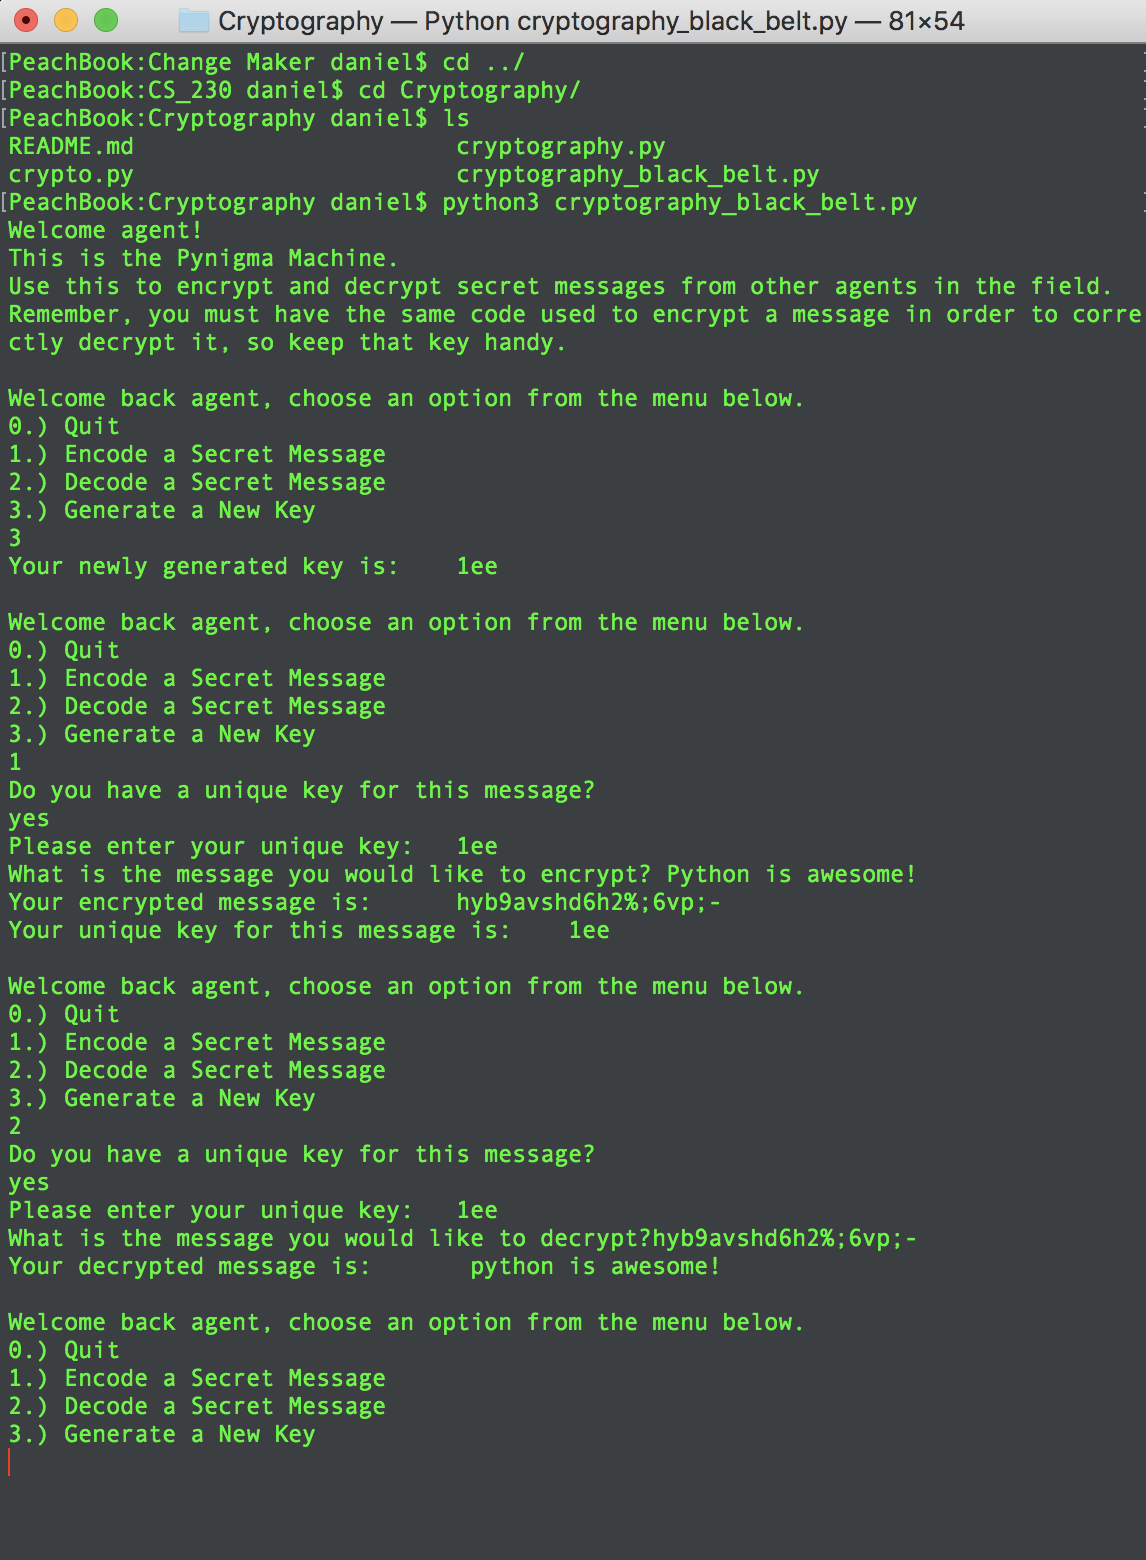 Cryptography — Python cryptography_black_belt.py — 81×54
[PeachBook:Change Maker daniel$ cd ../
[PeachBook:CS_230 daniel$ cd Cryptography/
[PeachBook:Cryptography daniel$ ls
README.md                       cryptography.py
crypto.py                       cryptography_black_belt.py
[PeachBook:Cryptography daniel$ python3 cryptography_black_belt.py
Welcome agent!
This is the Pynigma Machine.
Use this to encrypt and decrypt secret messages from other agents in the field.
Remember, you must have the same code used to encrypt a message in order to corre
ctly decrypt it, so keep that key handy.

Welcome back agent, choose an option from the menu below.
0.) Quit
1.) Encode a Secret Message
2.) Decode a Secret Message
3.) Generate a New Key
3
Your newly generated key is:    1ee

Welcome back agent, choose an option from the menu below.
0.) Quit
1.) Encode a Secret Message
2.) Decode a Secret Message
3.) Generate a New Key
1
Do you have a unique key for this message?
yes
Please enter your unique key:   1ee
What is the message you would like to encrypt? Python is awesome!
Your encrypted message is:      hyb9avshd6h2%;6vp;-
Your unique key for this message is:    1ee

Welcome back agent, choose an option from the menu below.
0.) Quit
1.) Encode a Secret Message
2.) Decode a Secret Message
3.) Generate a New Key
2
Do you have a unique key for this message?
yes
Please enter your unique key:   1ee
What is the message you would like to decrypt?hyb9avshd6h2%;6vp;-
Your decrypted message is:       python is awesome!

Welcome back agent, choose an option from the menu below.
0.) Quit
1.) Encode a Secret Message
2.) Decode a Secret Message
3.) Generate a New Key